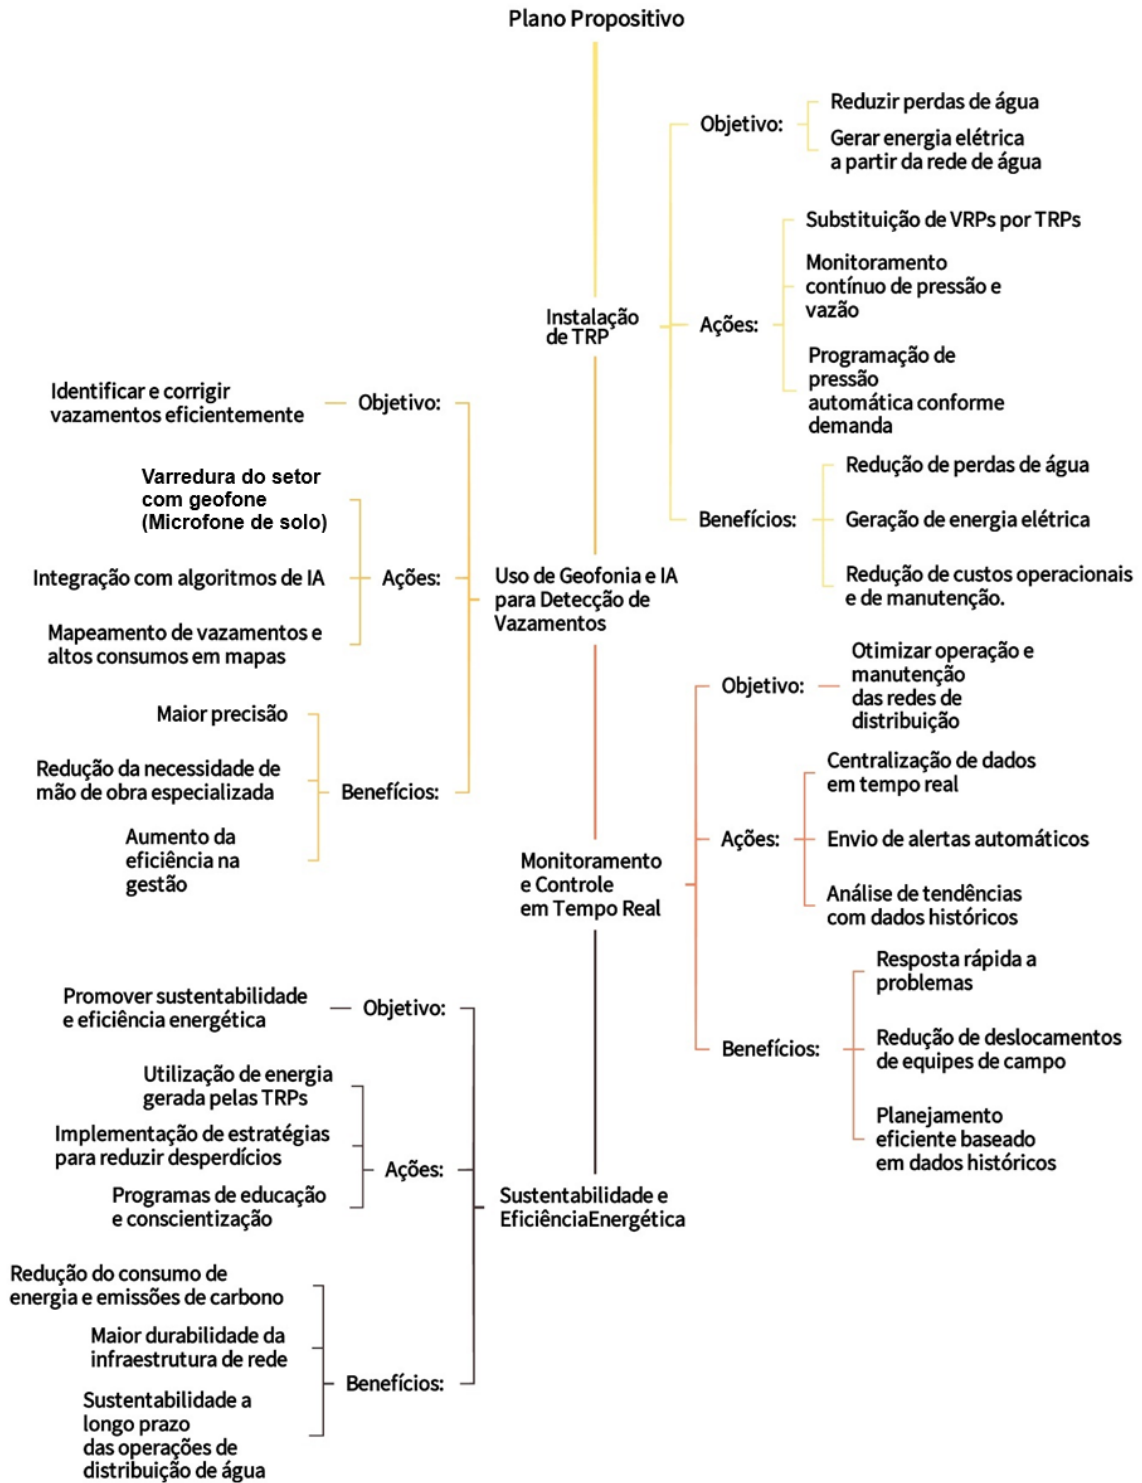 Plano Propositivo
Instalação
de TRP
Objetivo:
Reduzir perdas de água
Gerar energia elétrica
a partir da rede de água
Ações:
Substituição de VRPs por TRPs
Monitoramento
contínuo de pressão e
vazão
Programação de
pressão
automática conforme
demanda
Benefícios:
Redução de perdas de água
Geração de energia elétrica
Redução de custos operacionais
e de manutenção.
Uso de Geofonia e IA
para Detecção de
Vazamentos
Objetivo:
Identificar e corrigir
vazamentos eficientemente
Ações:
Varredura do setor
com geofone
(Microfone de solo)
Integração com algoritmos de IA
Mapeamento de vazamentos e
altos consumos em mapas
Benefícios:
Maior precisão
Redução da necessidade de
mão de obra especializada
Aumento da
eficiência na
gestão
Monitoramento
e Controle
em Tempo Real
Objetivo:
Otimizar operação e
manutenção
das redes de
distribuição
Ações:
Centralização de dados
em tempo real
Envio de alertas automáticos
Análise de tendências
com dados históricos
Benefícios:
Resposta rápida a
problemas
Redução de deslocamentos
de equipes de campo
Planejamento
eficiente baseado
em dados históricos
Sustentabilidade e
EficiênciaEnergética
Objetivo:
Promover sustentabilidade
e eficiência energética
Ações:
Utilização de energia
gerada pelas TRPs
Implementação de estratégias
para reduzir desperdícios
Programas de educação
e conscientização
Benefícios:
Redução do consumo de
energia e emissões de carbono
Maior durabilidade da
infraestrutura de rede
Sustentabilidade a
longo prazo
das operações de
distribuição de água